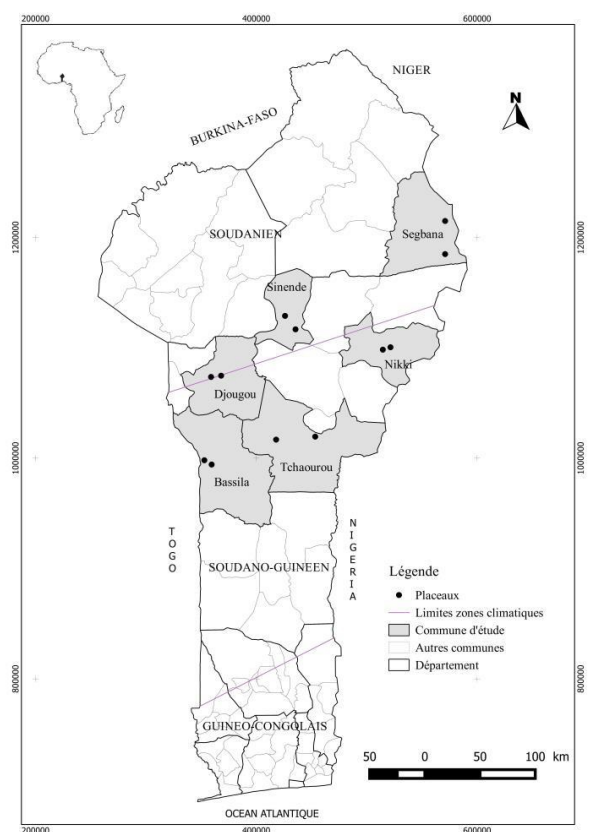 200000 400000 600000
NIGER
N
BURKINA-FASO
1200000 1200000
SOUDANIEN
Segbana
Sinende
Nikki
Djougou
1000000 1000000
Tchaourou
Bassila
TOGO
NIGERIA
SOUDANO-GUINEEN
Légende
Placeaux
Limites zones climatiques
Commune d'étude
Autres communes
Département
800000 800000
GUINEO-CONGOLAIS
50 0 50 100 km
OCEAN ATLANTIQUE
200000 400000 600000